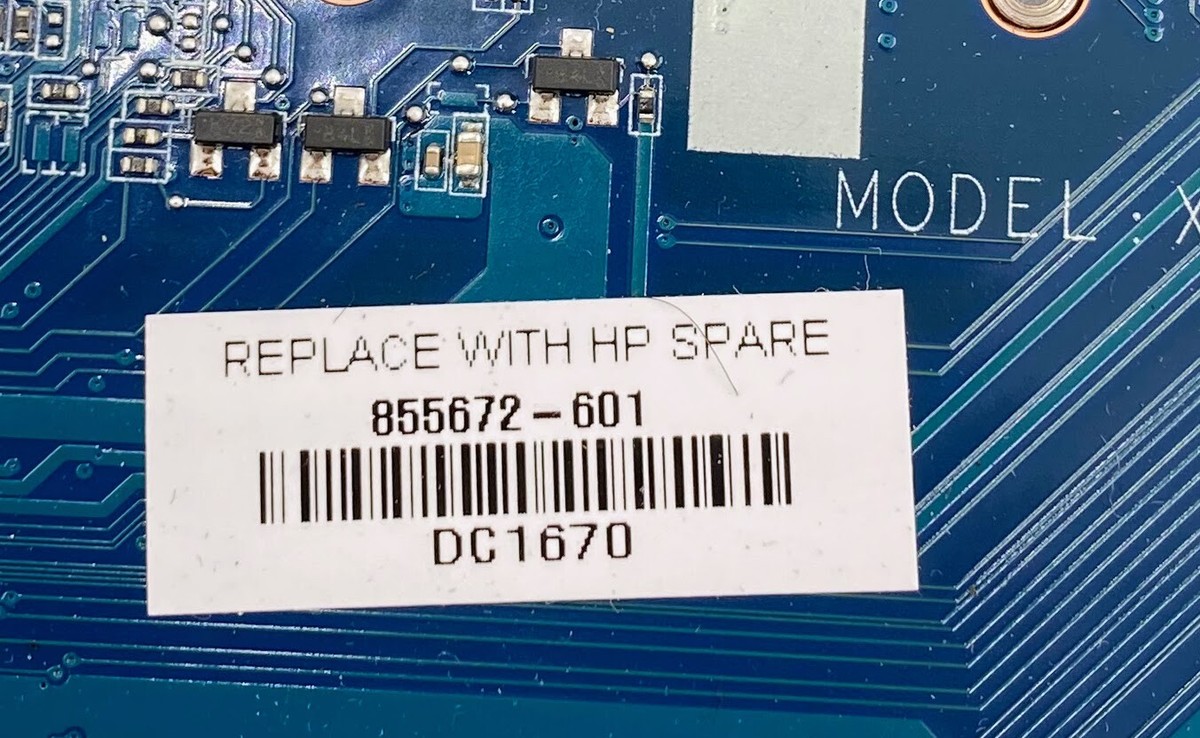 MODEL : X
REPLACE WITH HP SPARE
855672-601
DC1670